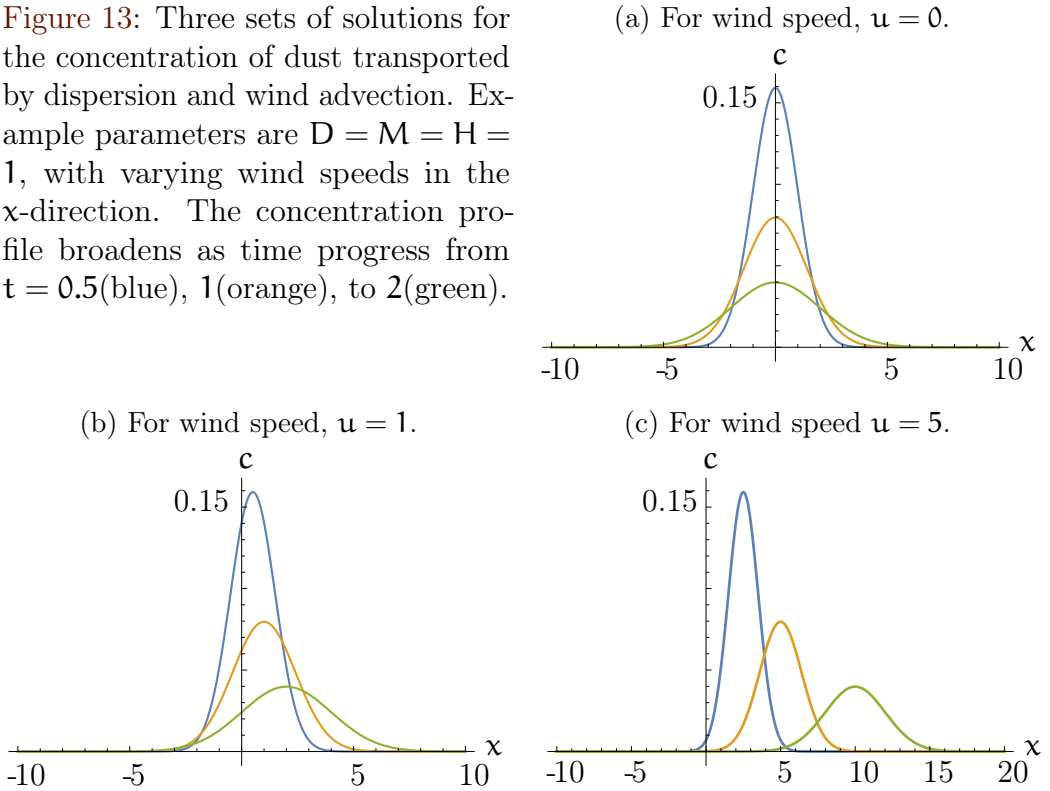 Figure 13: Three sets of solutions for
the concentration of dust transported
by dispersion and wind advection. Ex-
ample parameters are D = M = H =
1, with varying wind speeds in the
x-direction. The concentration pro-
file broadens as time progress from
t = 0.5(blue), 1(orange), to 2(green).
(a) For wind speed, u = 0.
c
0.15
x
-10 -5 5 10
(b) For wind speed, u = 1.
c
0.15
x
-10 -5 5 10
(c) For wind speed u = 5.
c
0.15
x
-10 -5 5 10 15 20